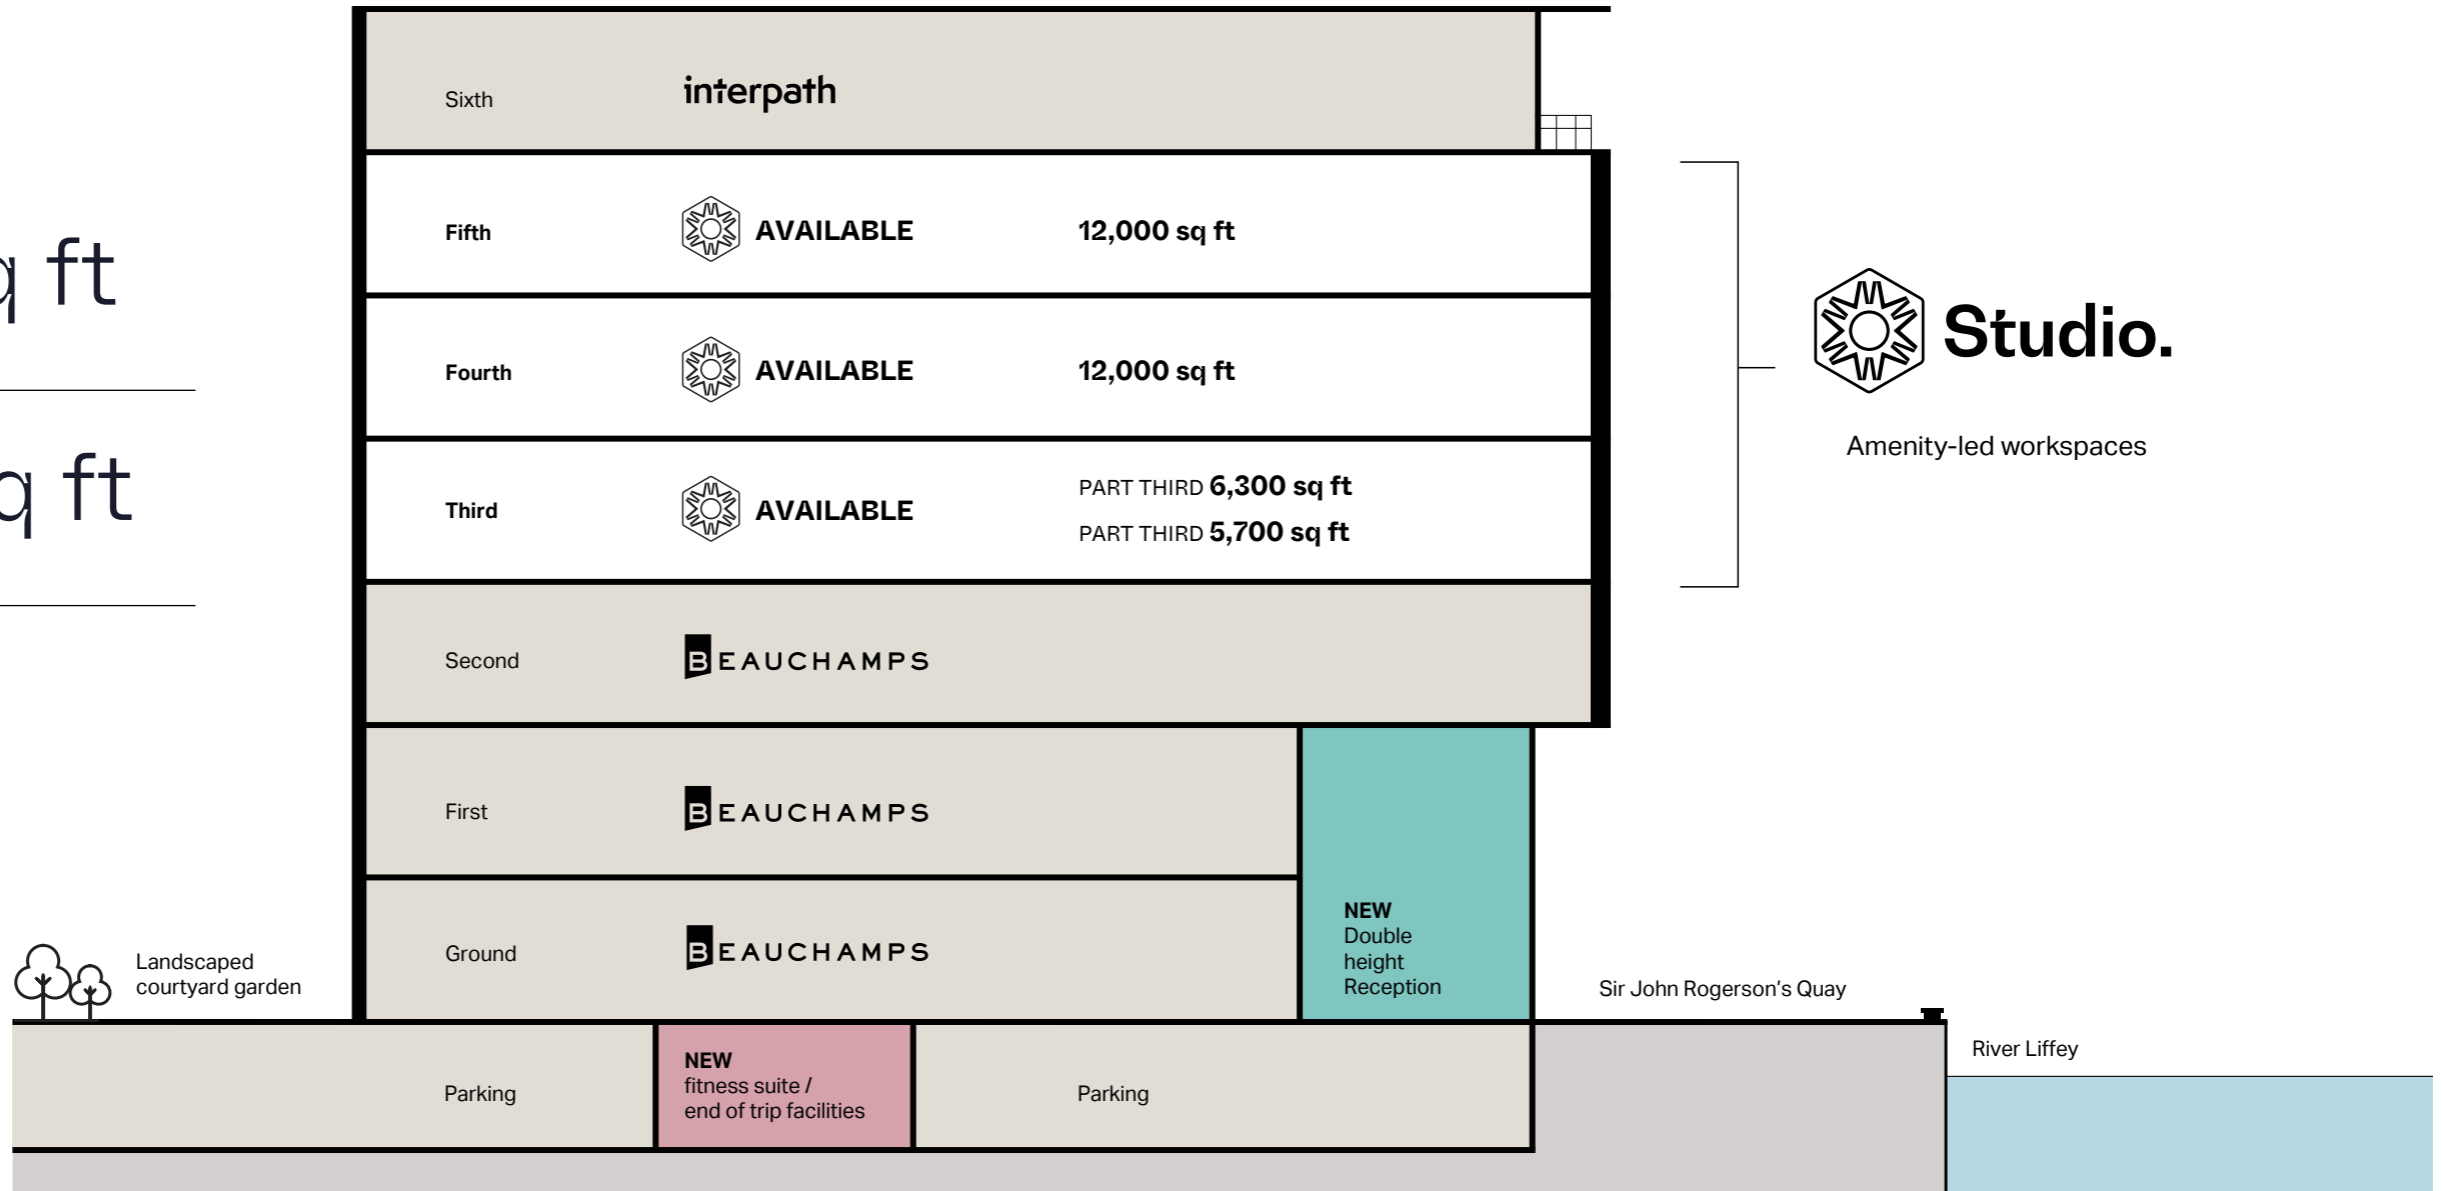 ft
ft
Sixth
interpath
Fifth
AVAILABLE
12,000 sq ft
Fourth
AVAILABLE
12,000 sq ft
Third
AVAILABLE
PART THIRD 6,300 sq ft
PART THIRD 5,700 sq ft
Studio.
Amenity-led workspaces
Second
BEAUCHAMPS
First
BEAUCHAMPS
Ground
BEAUCHAMPS
NEW
Double
height
Reception
Landscaped
courtyard garden
Sir John Rogerson's Quay
River Liffey
Parking
NEW
fitness suite /
end of trip facilities
Parking